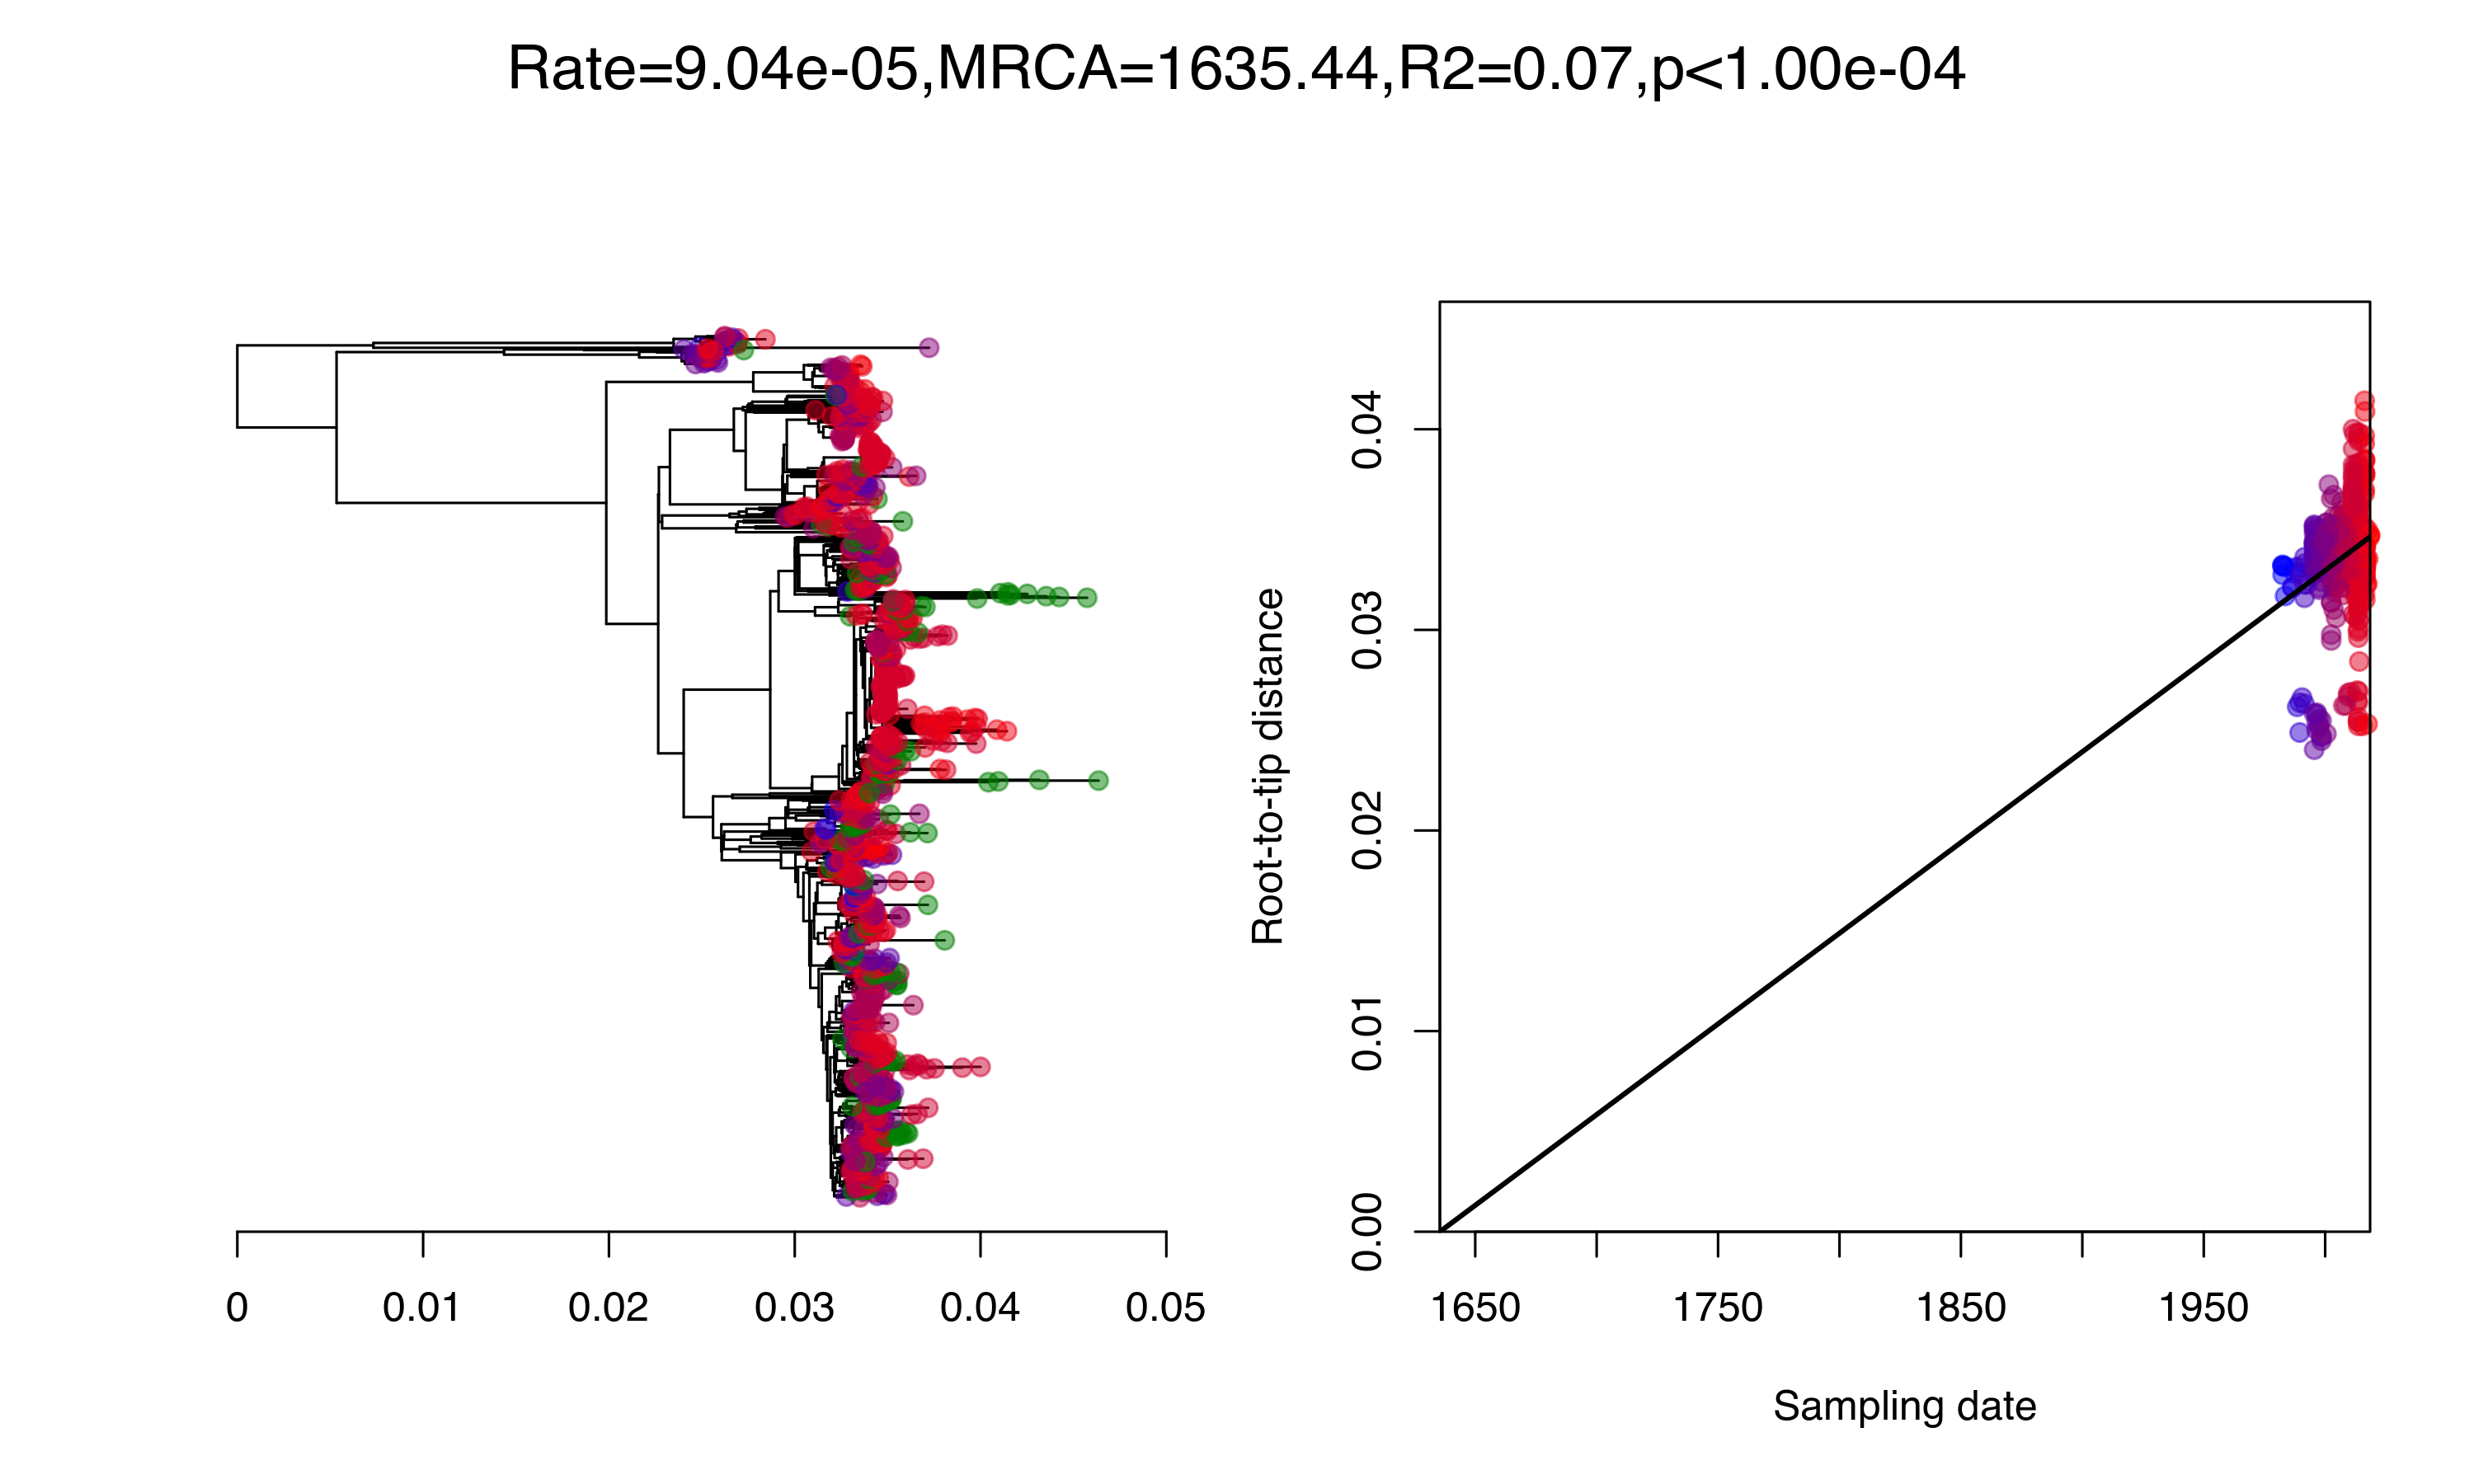 Rate=9.04e-05,MRCA=1635.44,R2=0.07,p<1.00e-04
0 0.01 0.02 0.03 0.04 0.05
Root-to-tip distance
0.00 0.01 0.02 0.03 0.04
1650 1750 1850 1950
Sampling date